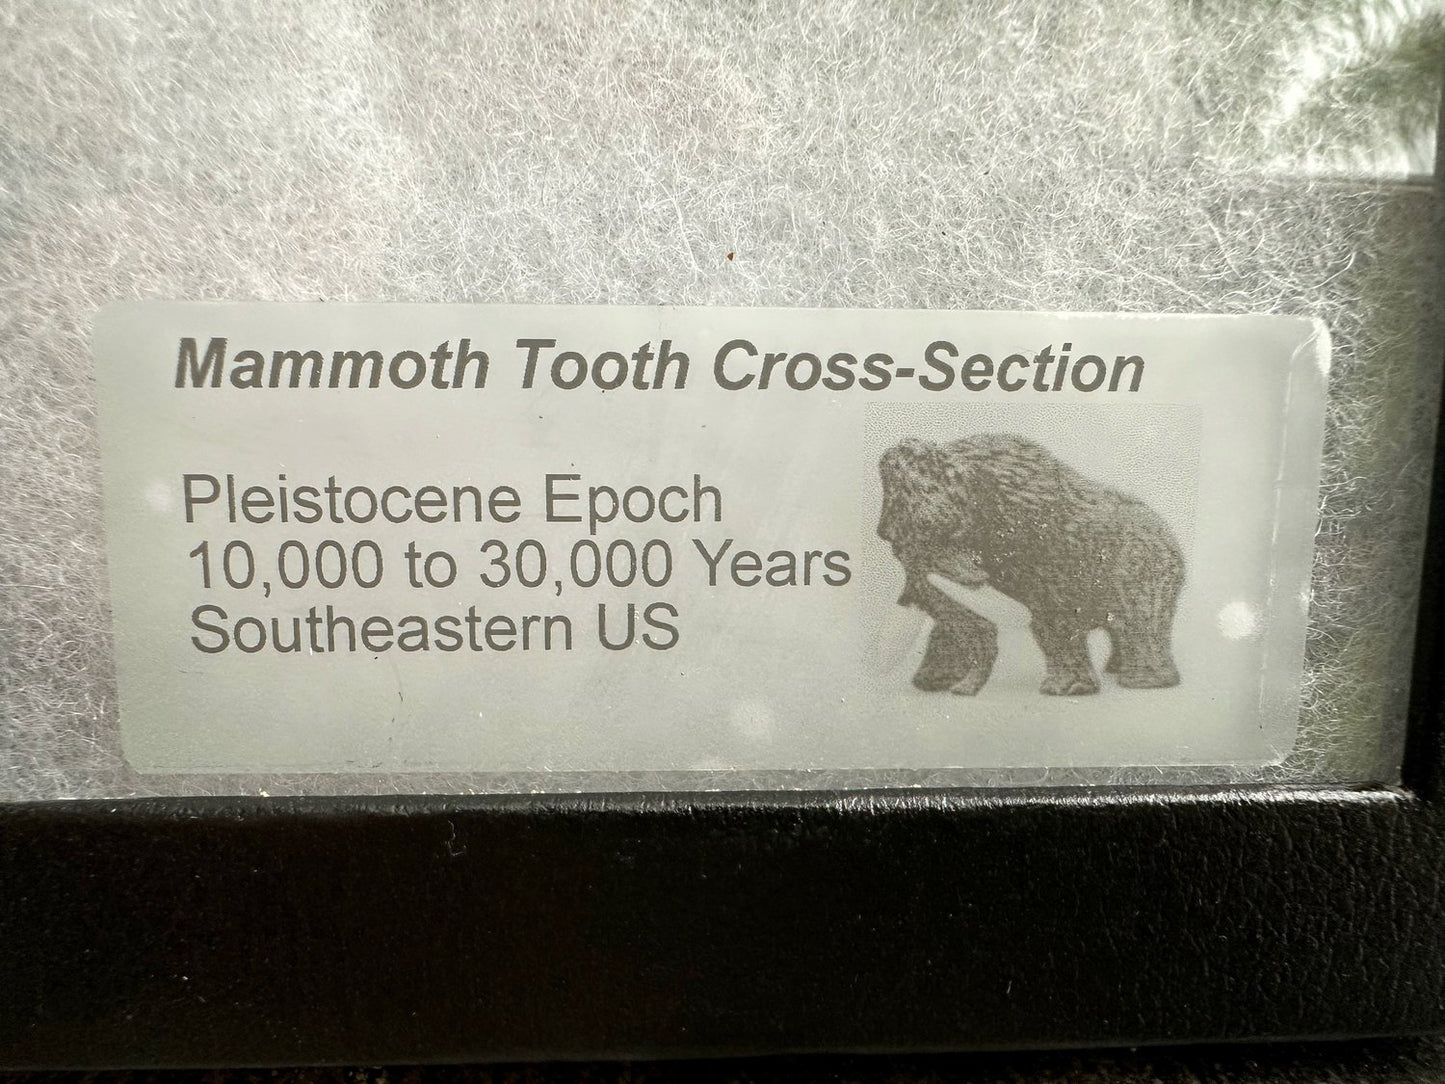 Mammoth Tooth Cross-Section
Pleistocene Epoch
10,000 to 30,000 Years
Southeastern US